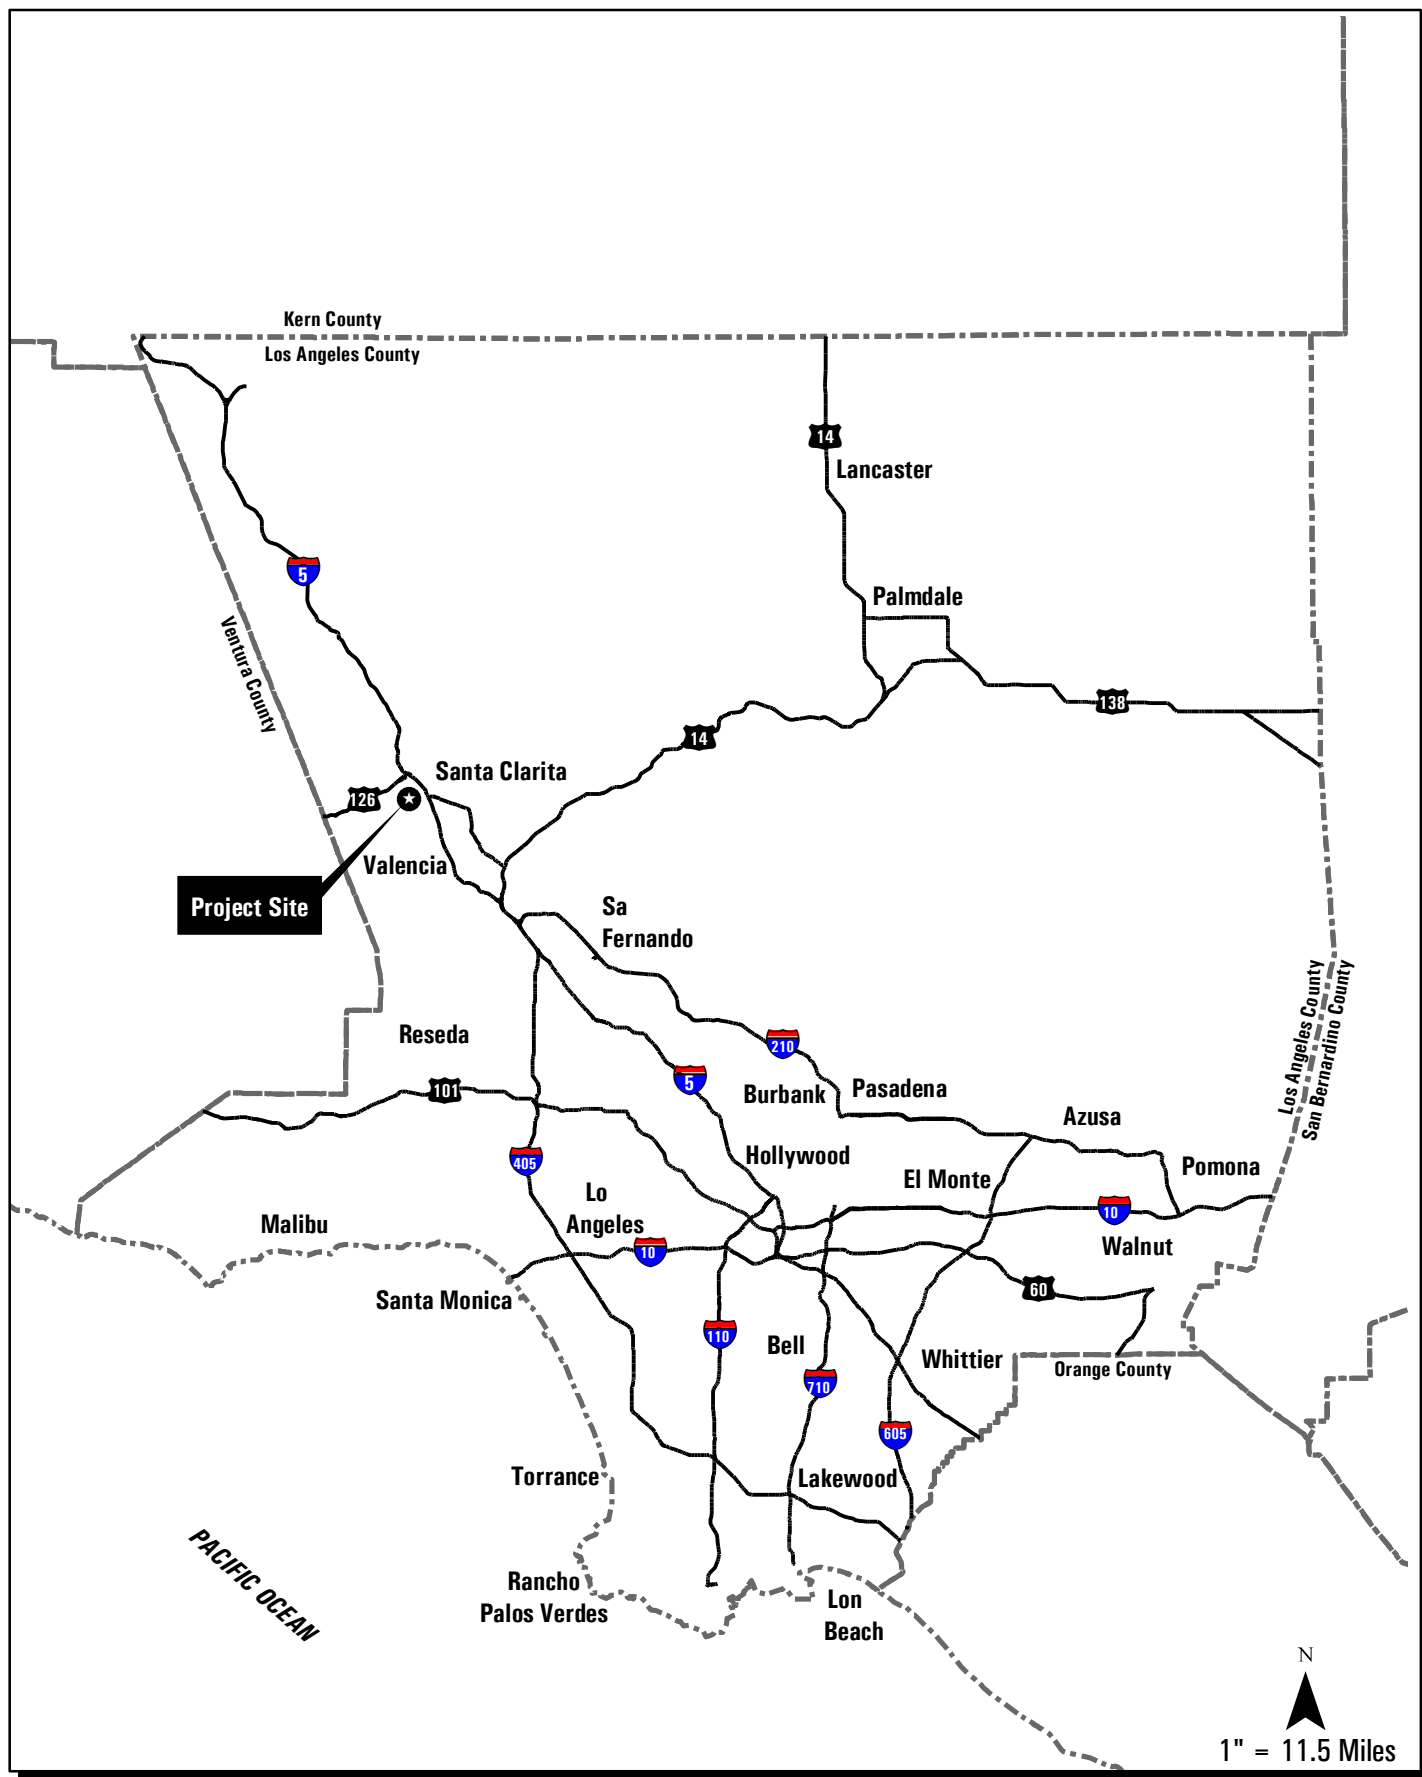 Kern County
Los Angeles County
14
Lancaster
5
Palmdale
Ventura County
138
14
Santa Clarita
126
Valencia
Project Site
Sa
Fernando
Los Angeles County
San Bernardino County
Reseda
210
5
101
Burbank
Pasadena
Azusa
405
Hollywood
Pomona
El Monte
Lo
Angeles
Malibu
10
10
Walnut
Santa Monica
60
110
Bell
Whittier
Orange County
710
605
Torrance
Lakewood
PACIFIC OCEAN
Rancho
Palos Verdes
Lon
Beach
N
1" = 11.5 Miles